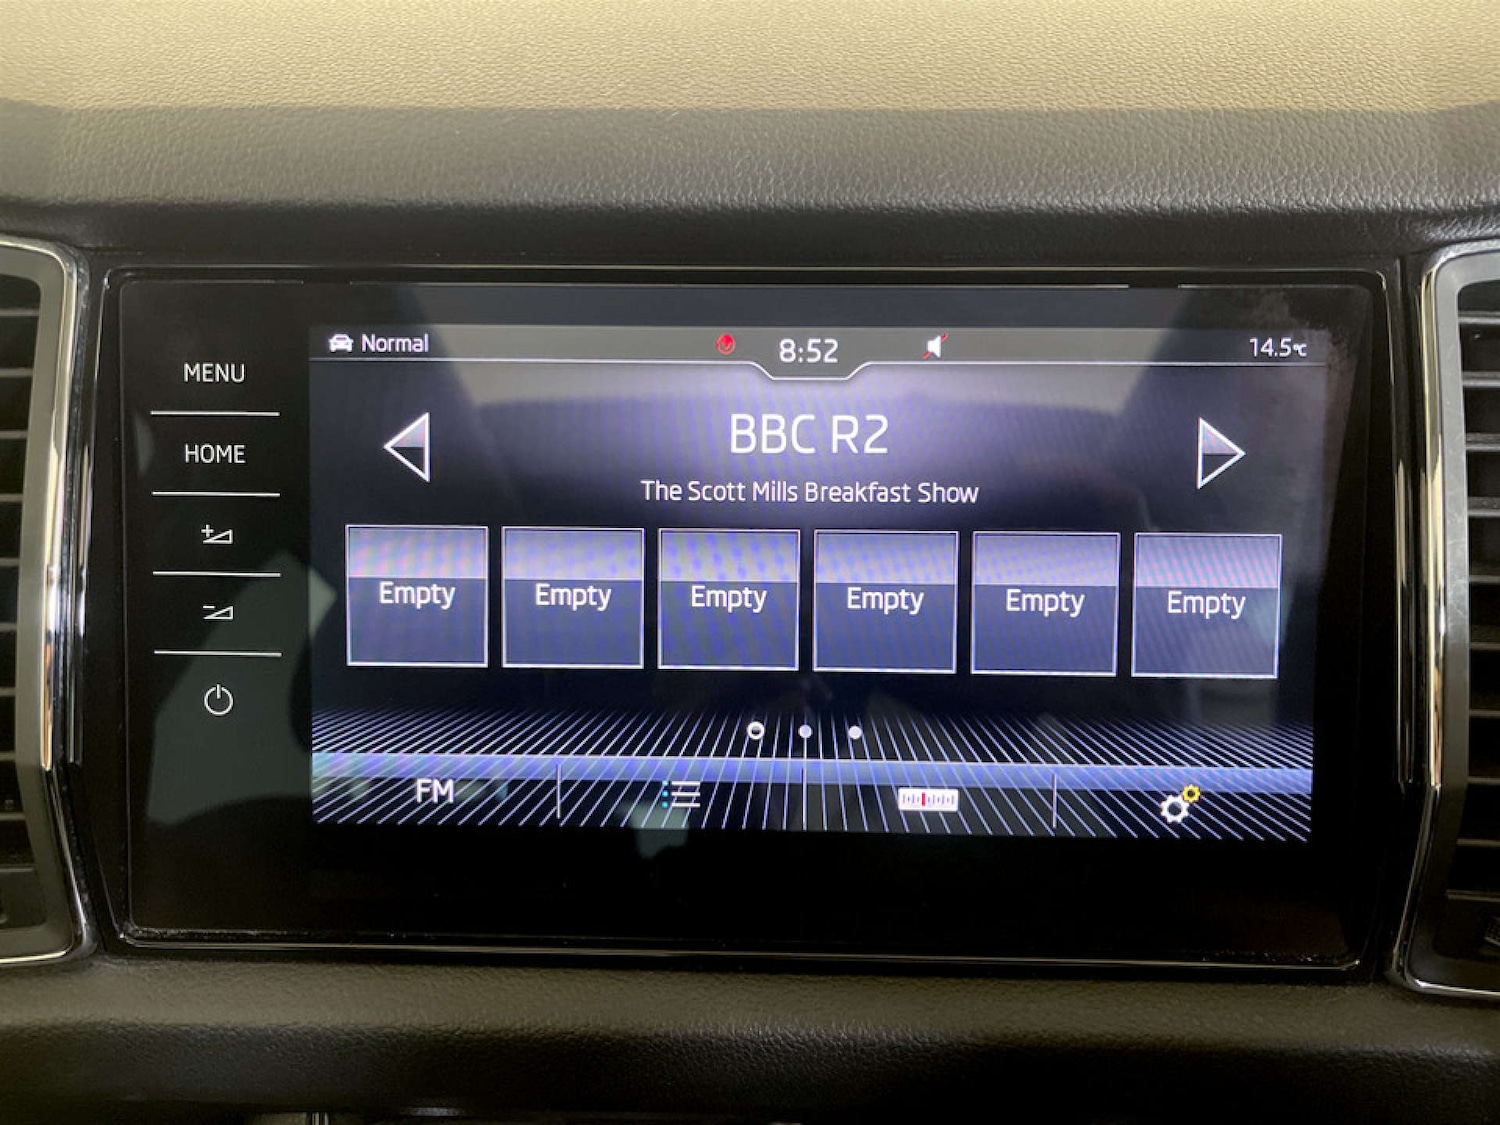 MENU
HOME
Normal
8:52
14.5°C
BBC R2
The Scott Mills Breakfast Show
Empty
Empty
Empty
Empty
Empty
Empty
FM